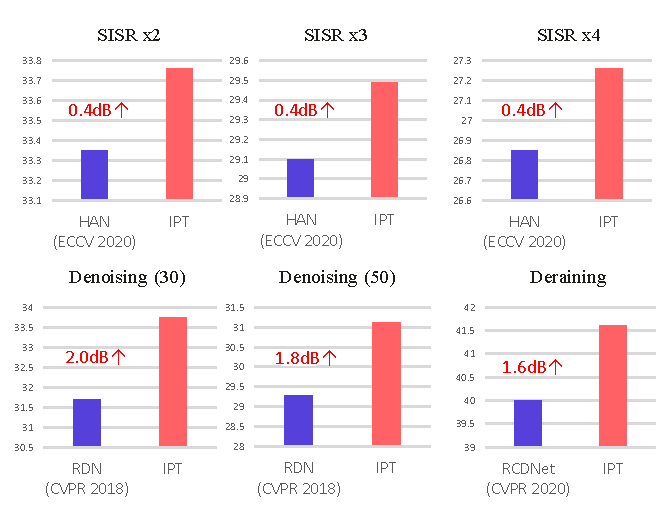 SISR x2
33.8
33.7
33.6
33.5
33.4
33.3
33.2
33.1
0.4dB↑
HAN
(ECCV 2020)
IPT
SISR x3
29.6
29.5
29.4
29.3
29.2
29.1
29
28.9
0.4dB↑
HAN
(ECCV 2020)
IPT
SISR x4
27.3
27.2
27.1
27
26.9
26.8
26.7
26.6
0.4dB↑
HAN
(ECCV 2020)
IPT
Denoising (30)
34
33.5
33
32.5
32
31.5
31
30.5
2.0dB↑
RDN
(CVPR 2018)
IPT
Denoising (50)
31.5
31
30.5
30
29.5
29
28.5
28
1.8dB↑
RDN
(CVPR 2018)
IPT
Deraining
42
41.5
41
40.5
40
39.5
39
1.6dB↑
RCDNet
(CVPR 2020)
IPT